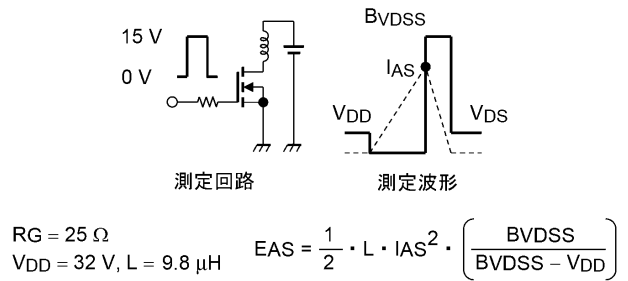 15 V
0 V
測定回路
BVDSS
IAS
VDD
VDS
測定波形
RG = 25 Ω
VDD = 32 V, L = 9.8 μH
EAS = 1/2 · L · IAS² · (BVDSS / (BVDSS − VDD))